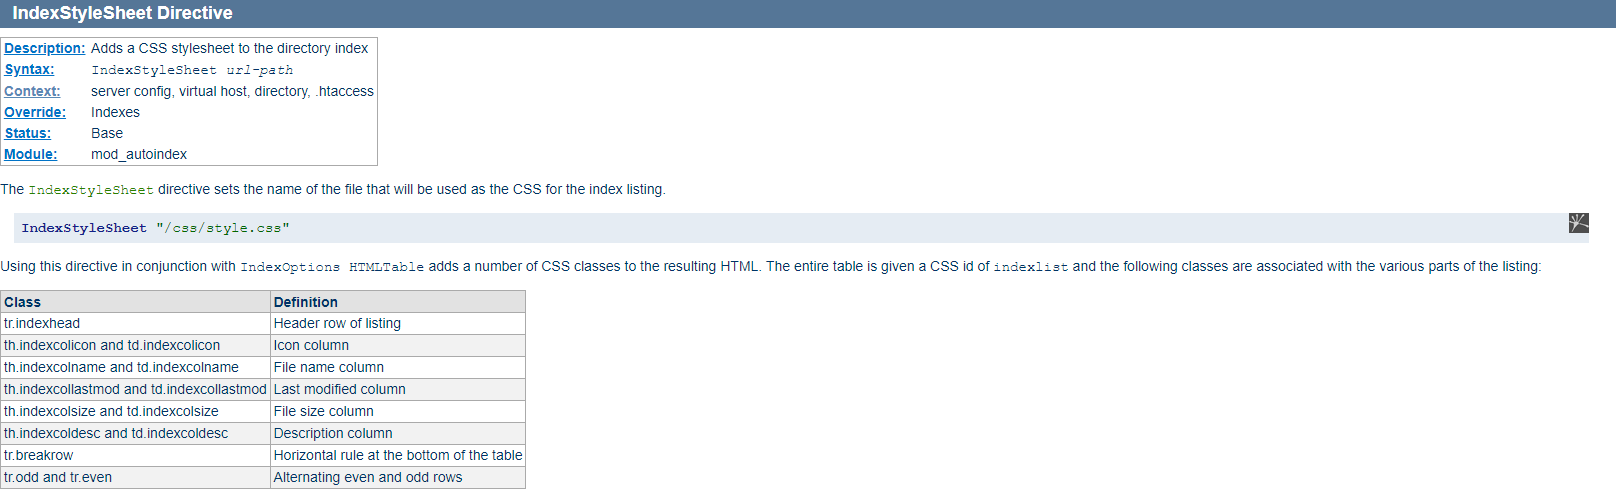 IndexStyleSheet Directive
Description: Adds a CSS stylesheet to the directory index
Syntax: IndexStyleSheet url-path
Context: server config, virtual host, directory, .htaccess
Override: Indexes
Status: Base
Module: mod_autoindex
The IndexStyleSheet directive sets the name of the file that will be used as the CSS for the index listing.
IndexStyleSheet "/css/style.css"
Using this directive in conjunction with IndexOptions HTMLTable adds a number of CSS classes to the resulting HTML. The entire table is given a CSS id of indexlist and the following classes are associated with the various parts of the listing:
Class Definition
tr.indexhead Header row of listing
th.indexcolicon and td.indexcolicon Icon column
th.indexcolname and td.indexcolname File name column
th.indexcollastmod and td.indexcollastmod Last modified column
th.indexcolsize and td.indexcolsize File size column
th.indexcoldesc and td.indexcoldesc Description column
tr.breakrow Horizontal rule at the bottom of the table
tr.odd and tr.even Alternating even and odd rows